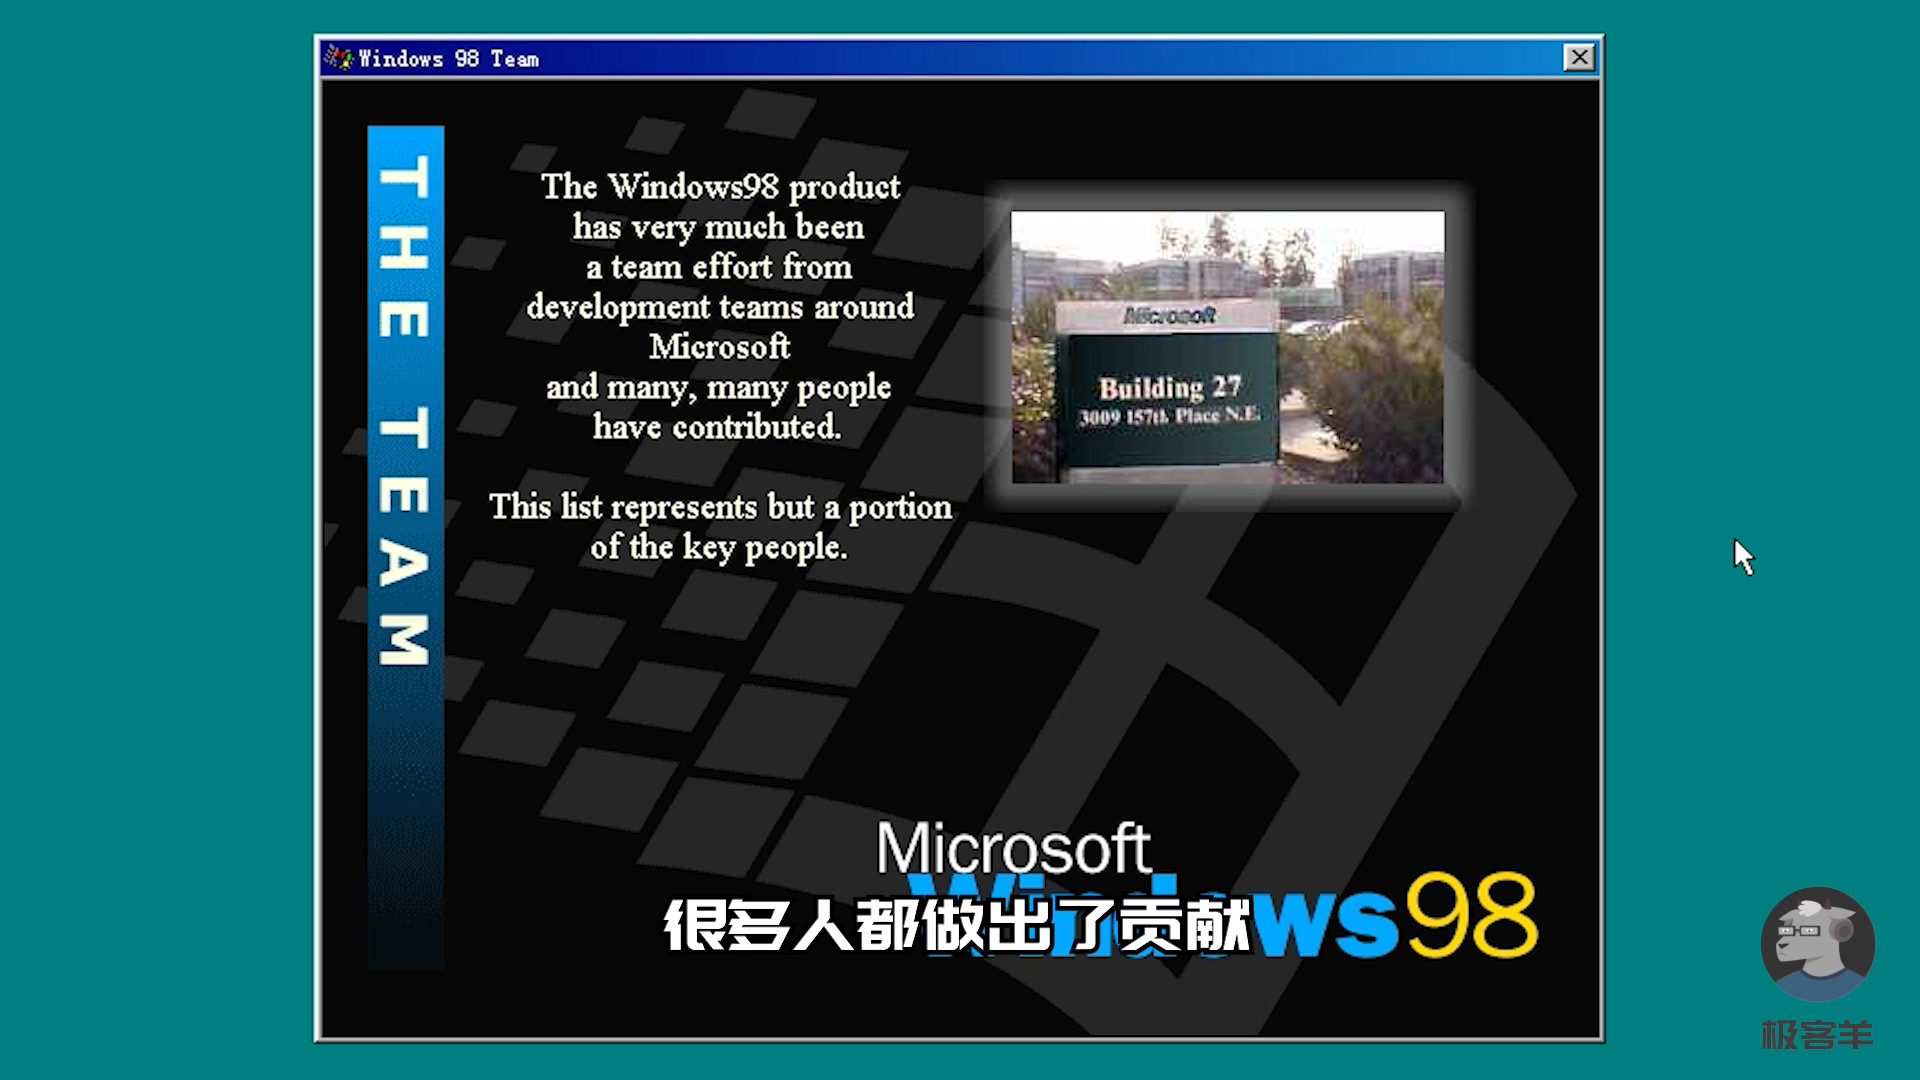 Windows 98 Team
THE TEAM
The Windows98 product
has very much been
a team effort from
development teams around
Microsoft
and many, many people
have contributed.
This list represents but a portion
of the key people.
Microsoft
Building 27
3009 157th Place N.E.
Microsoft
Windows98
很多人都做出了贡献
极客羊